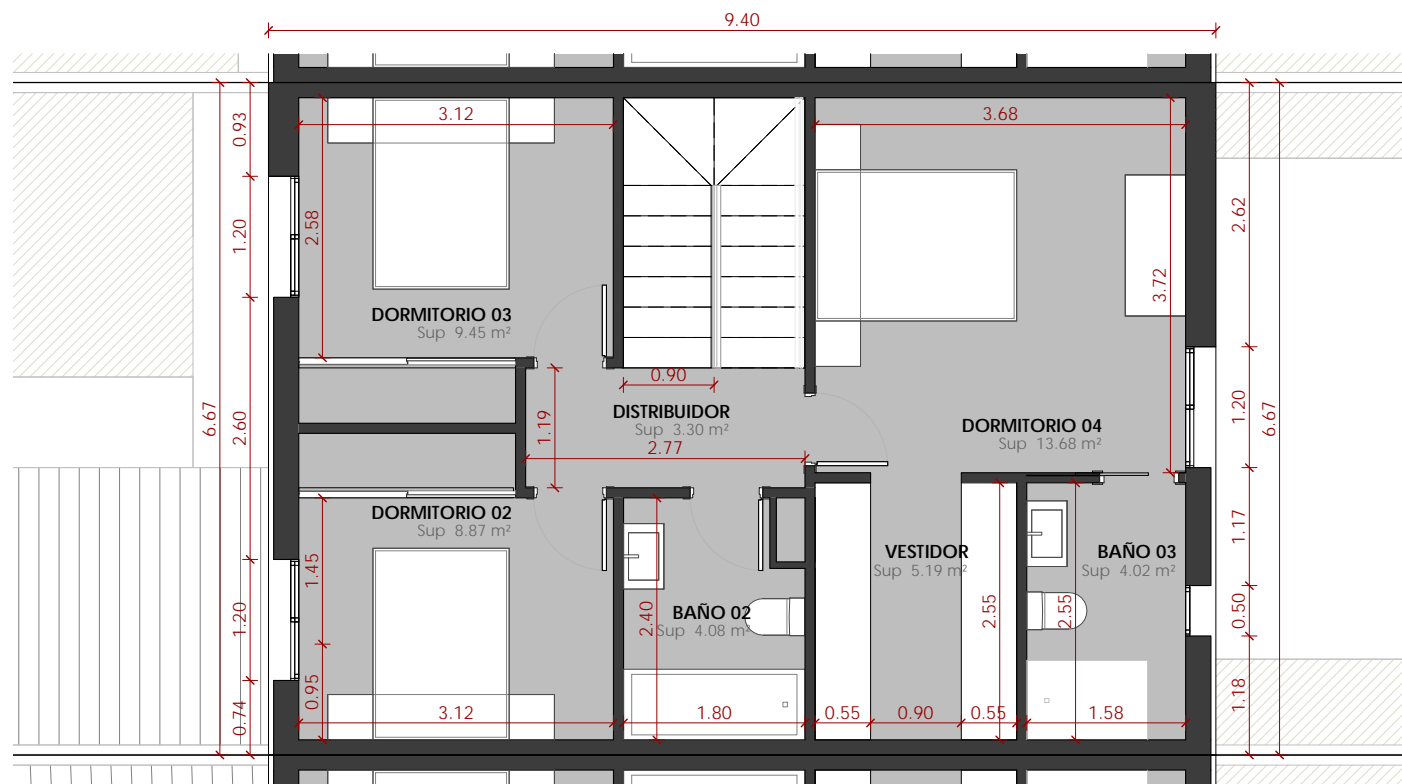 9.40
0.93
1.20
2.60
6.67
1.20
0.74
3.12
2.58
DORMITORIO 03
Sup 9.45 m²
3.68
3.72
2.62
1.20
6.67
1.17
0.50
1.18
0.90
DISTRIBUIDOR
Sup 3.30 m²
2.77
1.19
DORMITORIO 04
Sup 13.68 m²
DORMITORIO 02
Sup 8.87 m²
1.45
0.95
3.12
BAÑO 02
Sup 4.08 m²
2.40
1.80
VESTIDOR
Sup 5.19 m²
2.55
0.55
0.90
0.55
BAÑO 03
Sup 4.02 m²
2.55
1.58